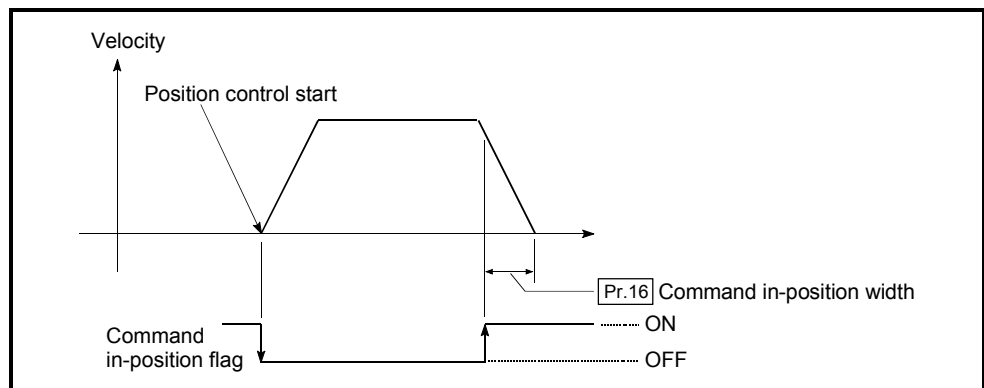 Velocity
Position control start
Pr.16 Command in-position width
Command
in-position flag
ON
OFF